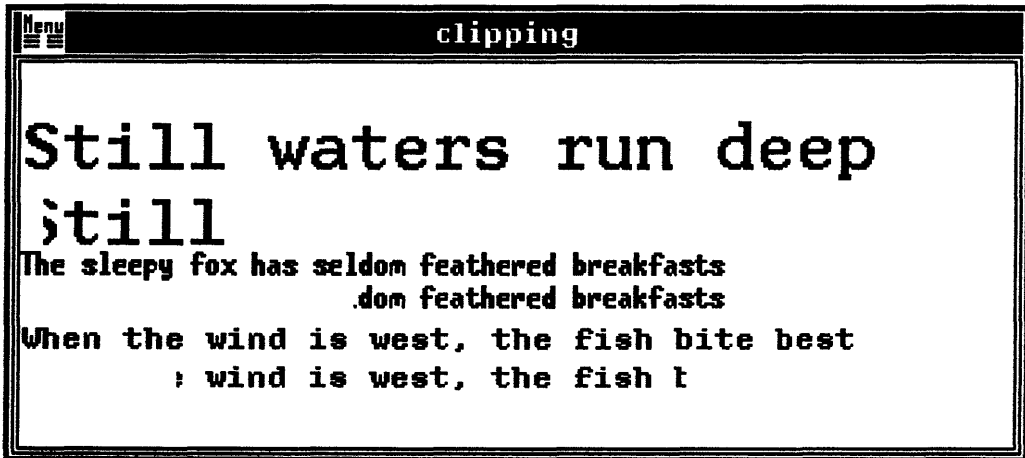 Menu
clipping
Still waters run deep
Still
The sleepy fox has seldom feathered breakfasts
dom feathered breakfasts
When the wind is west, the fish bite best
wind is west, the fish